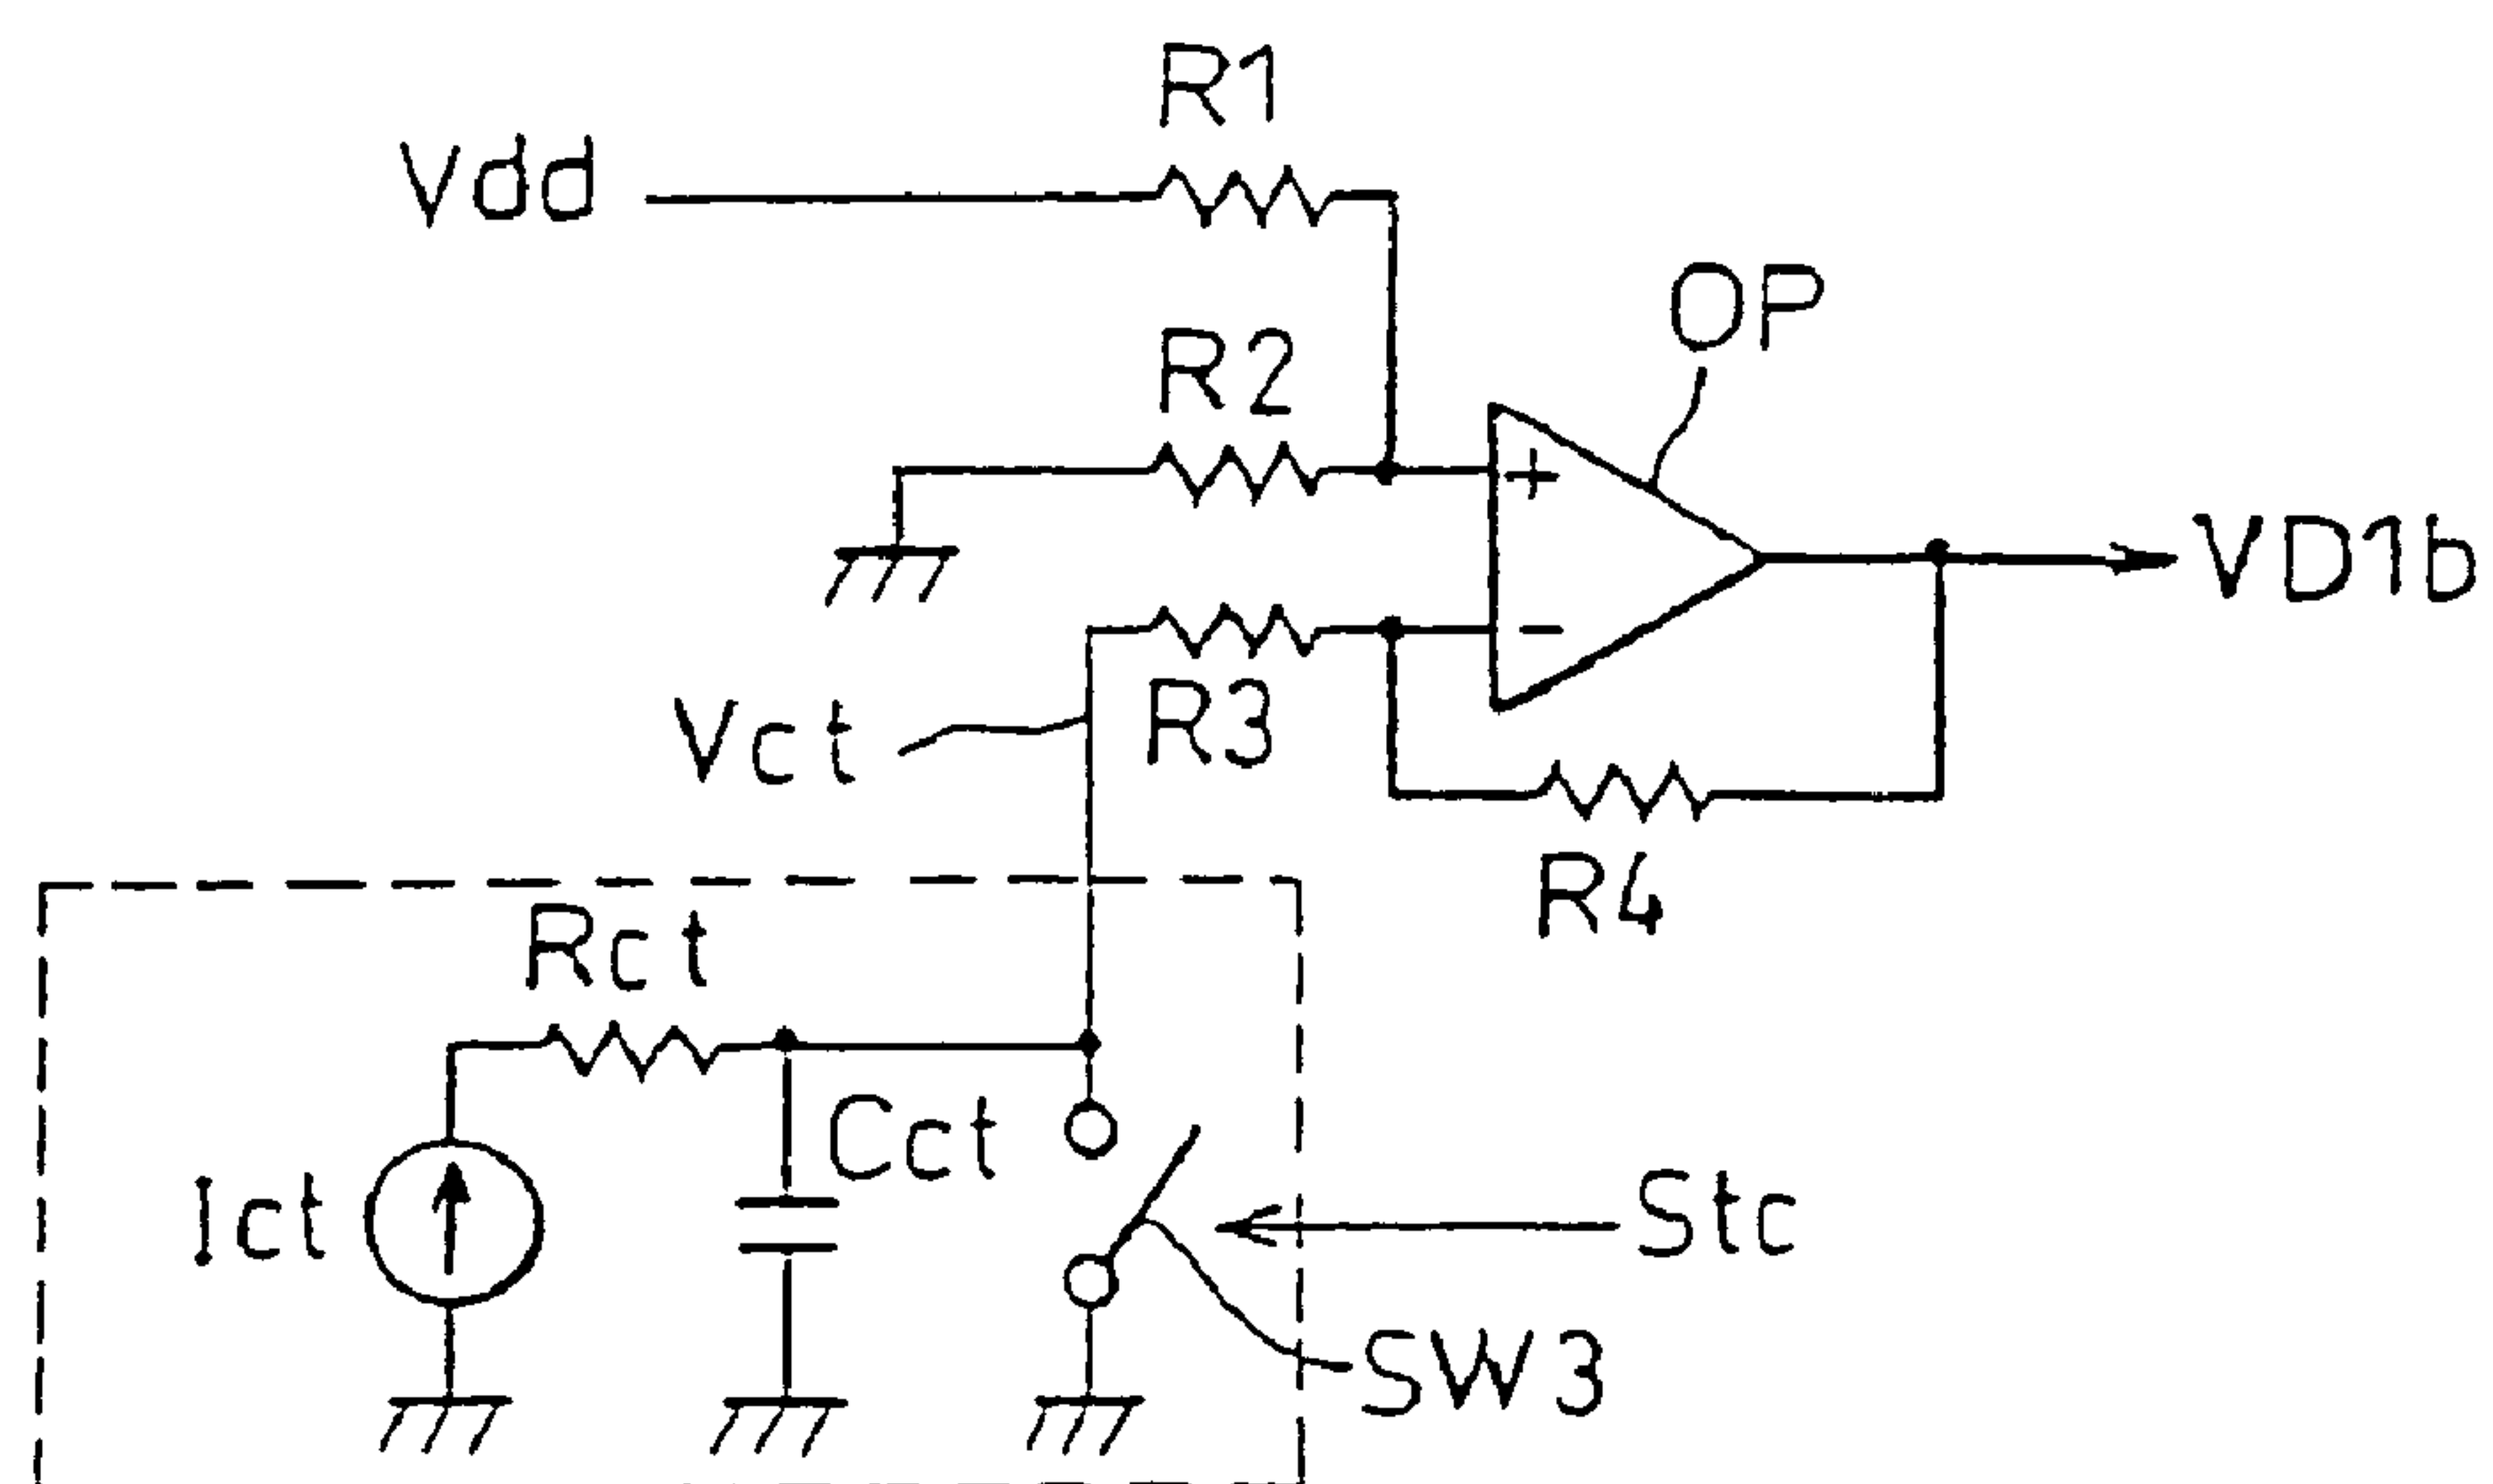 R1
Vdd
OP
R2
+
VD1b
-
R3
Vct
R4
Rct
Cct
Ict
Stc
SW3